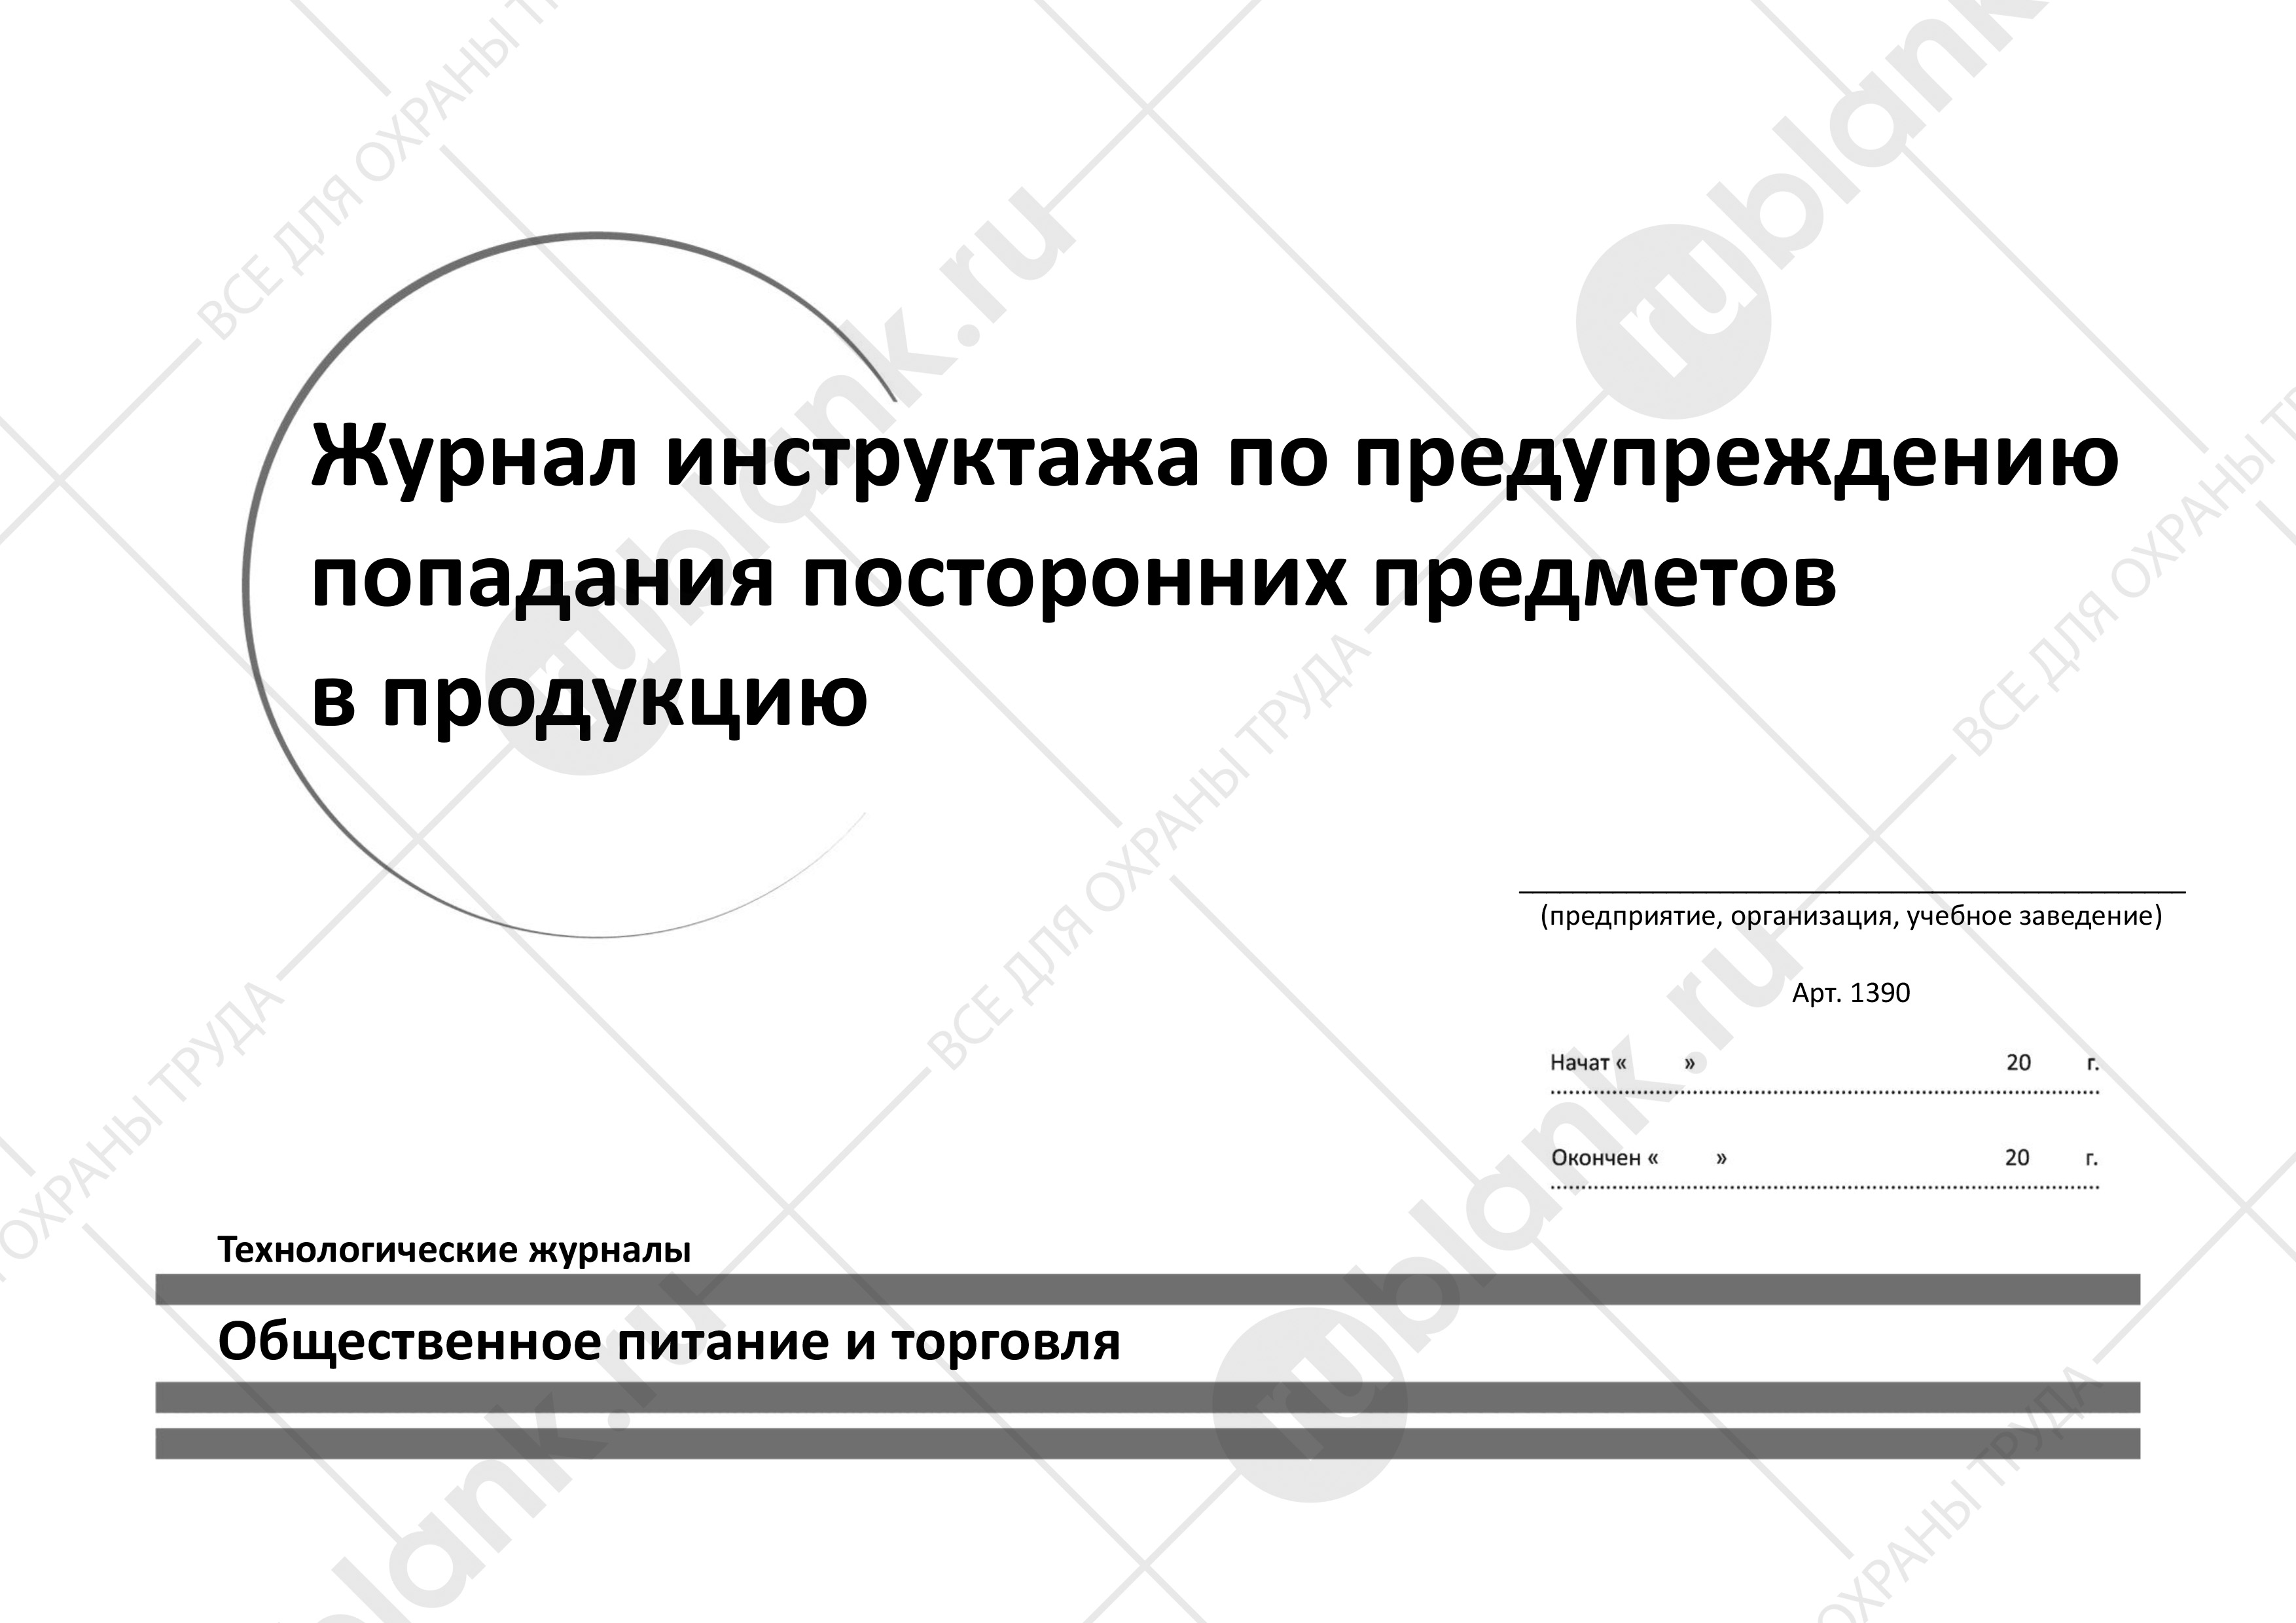 Журнал инструктажа по предупреждению
попадания посторонних предметов
в продукцию
(предприятие, организация, учебное заведение)
Арт. 1390
Начат « » 20 г.
Окончен « » 20 г.
Технологические журналы
Общественное питание и торговля
ВСЕ ДЛЯ ОХРАНЫ ТРУДА
rublank.ru